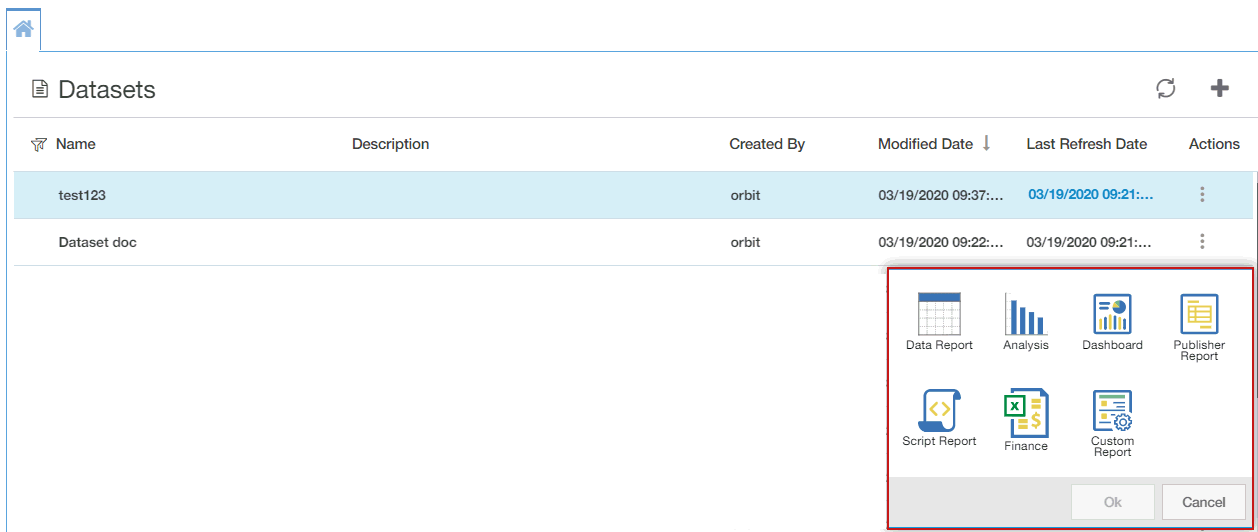 Datasets
Name Description Created By Modified Date Last Refresh Date Actions
test123 orbit 03/19/2020 09:37:... 03/19/2020 09:21:...
Dataset doc orbit 03/19/2020 09:22:... 03/19/2020 09:21:...
Data Report Analysis Dashboard Publisher
Report
Script Report Finance Custom
Report
Ok Cancel